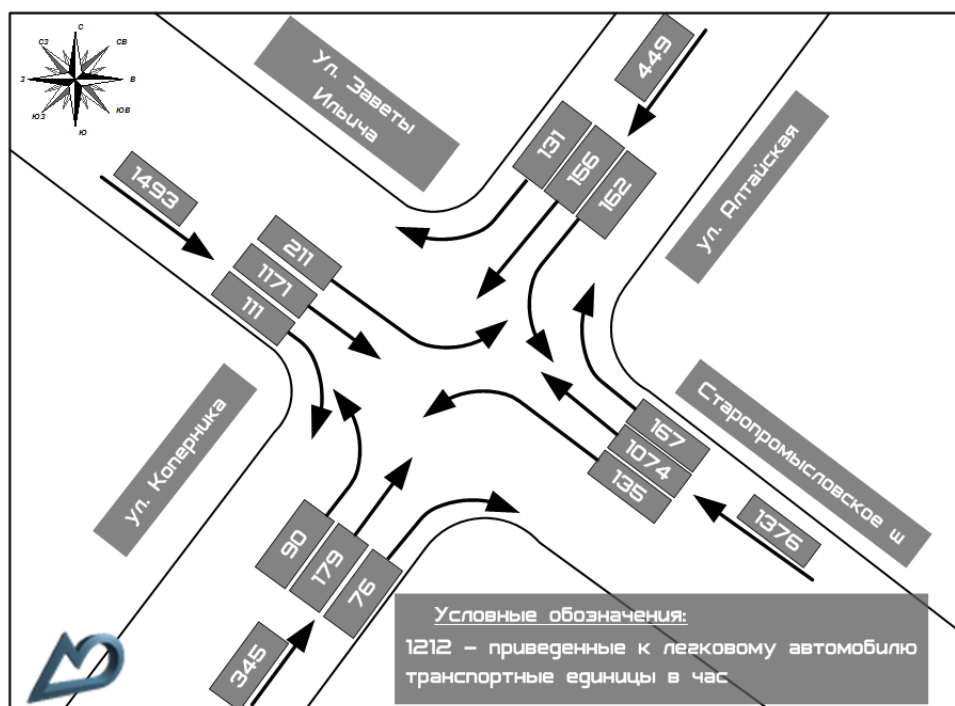 С
СВ
В
ЮВ
Ю
ЮЗ
З
СЗ
Ул. Заветы
Ильича
449
ул. Алтайская
131
156
162
1493
211
1171
111
ул. Коперника
Старопромысловское ш
167
1074
135
1376
90
179
76
345
Условные обозначения:
1212 – приведенные к легковому автомобилю
транспортные единицы в час